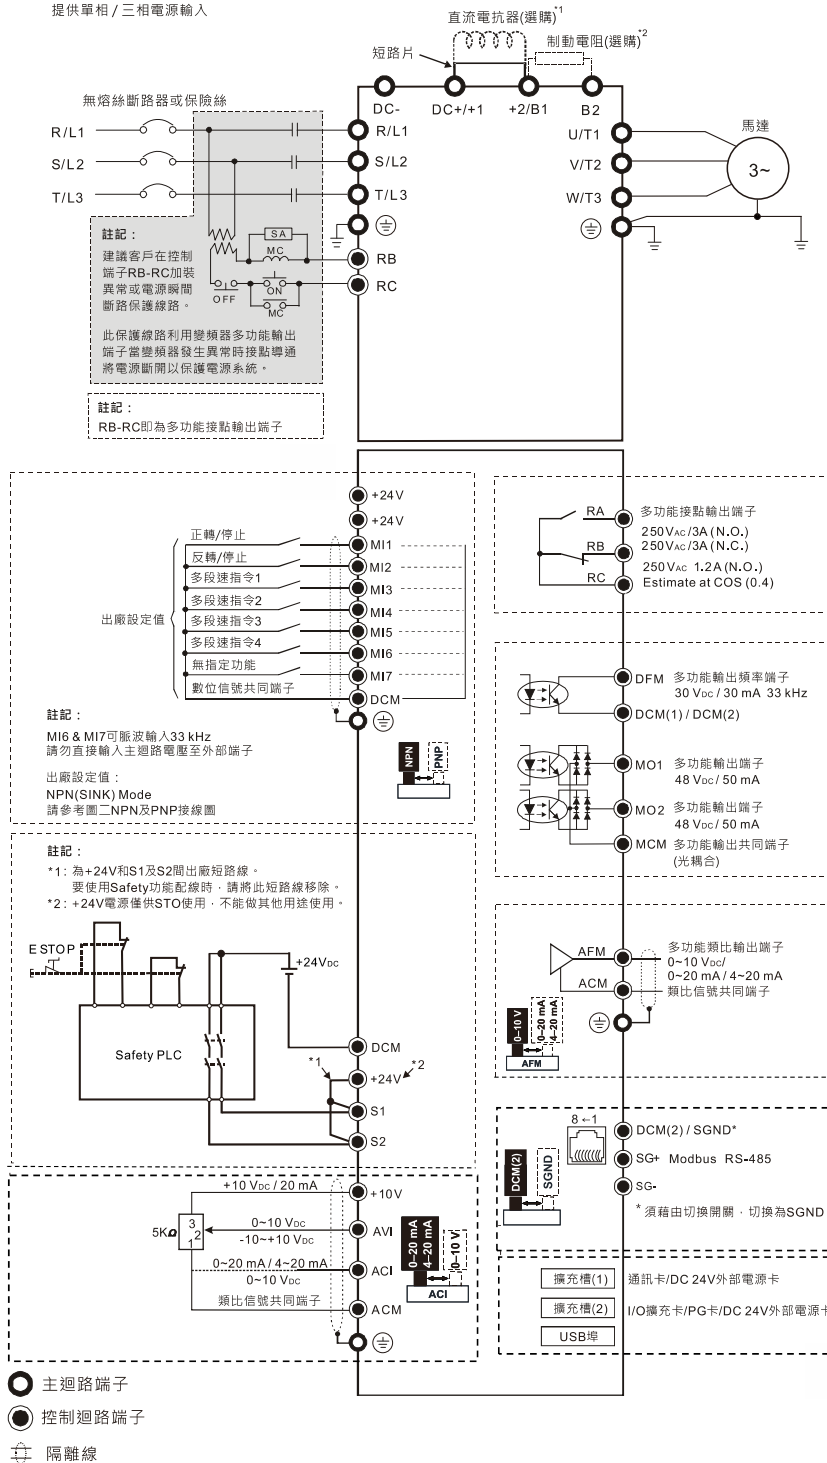 提供單相 / 三相電源輸入
直流電抗器(選購)*1
制動電阻(選購)*2
短路片
DC-
DC+/+1
+2/B1
B2
無熔絲斷路器或保險絲
R/L1
S/L2
T/L3
R/L1
S/L2
T/L3
RB
RC
U/T1
V/T2
W/T3
馬達
3~
註記：
建議客戶在控制
端子RB-RC加裝
異常或電源瞬間
斷路保護線路。
SA
MC
OFF
ON
MC
此保護線路利用變頻器多功能輸出
端子當變頻器發生異常時接點導通
將電源斷開以保護電源系統。
註記：
RB-RC即為多功能接點輸出端子
+24V
+24V
MI1
MI2
MI3
MI4
MI5
MI6
MI7
DCM
出廠設定值
正轉/停止
反轉/停止
多段速指令1
多段速指令2
多段速指令3
多段速指令4
無指定功能
數位信號共同端子
註記：
MI6 & MI7可脈波輸入33 kHz
請勿直接輸入主迴路電壓至外部端子
出廠設定值：
NPN(SINK) Mode
請參考圖二NPN及PNP接線圖
NPN
PNP
RA
RB
RC
多功能接點輸出端子
250VAC/3A (N.O.)
250VAC/3A (N.C.)
250VAC 1.2A (N.O.)
Estimate at COS (0.4)
DFM
多功能輸出頻率端子
30 VDC / 30 mA 33 kHz
DCM(1) / DCM(2)
MO1
多功能輸出端子
48 VDC/ 50 mA
MO2
多功能輸出端子
48 VDC/ 50 mA
MCM
多功能輸出共同端子
(光耦合)
註記：
*1: 為+24V和S1及S2間出廠短路線。
要使用Safety功能配線時，請將此短路線移除。
*2: +24V電源僅供STO使用，不能做其他用途使用。
E STOP
+24VDC
Safety PLC
DCM
*1
+24V
*2
S1
S2
AFM
ACM
多功能類比輸出端子
0~10 VDC/
0~20 mA / 4~20 mA
類比信號共同端子
0–10 V
0–20 mA
4–20 mA
AFM
8←1
DCM(2) / SGND*
SG+ Modbus RS-485
SG-
DCM(2)
SGND
* 須藉由切換開關，切換為SGND
+10 VDC / 20 mA
+10V
5KΩ
3
2
1
0~10 VDC
-10~+10 VDC
AVI
0~20 mA / 4~20 mA
0~10 VDC
ACI
類比信號共同端子
ACM
0–20 mA
4–20 mA
0–10 V
ACI
擴充槽(1)
通訊卡/DC 24V外部電源卡
擴充槽(2)
I/O擴充卡/PG卡/DC 24V外部電源卡
USB埠
主迴路端子
控制迴路端子
隔離線